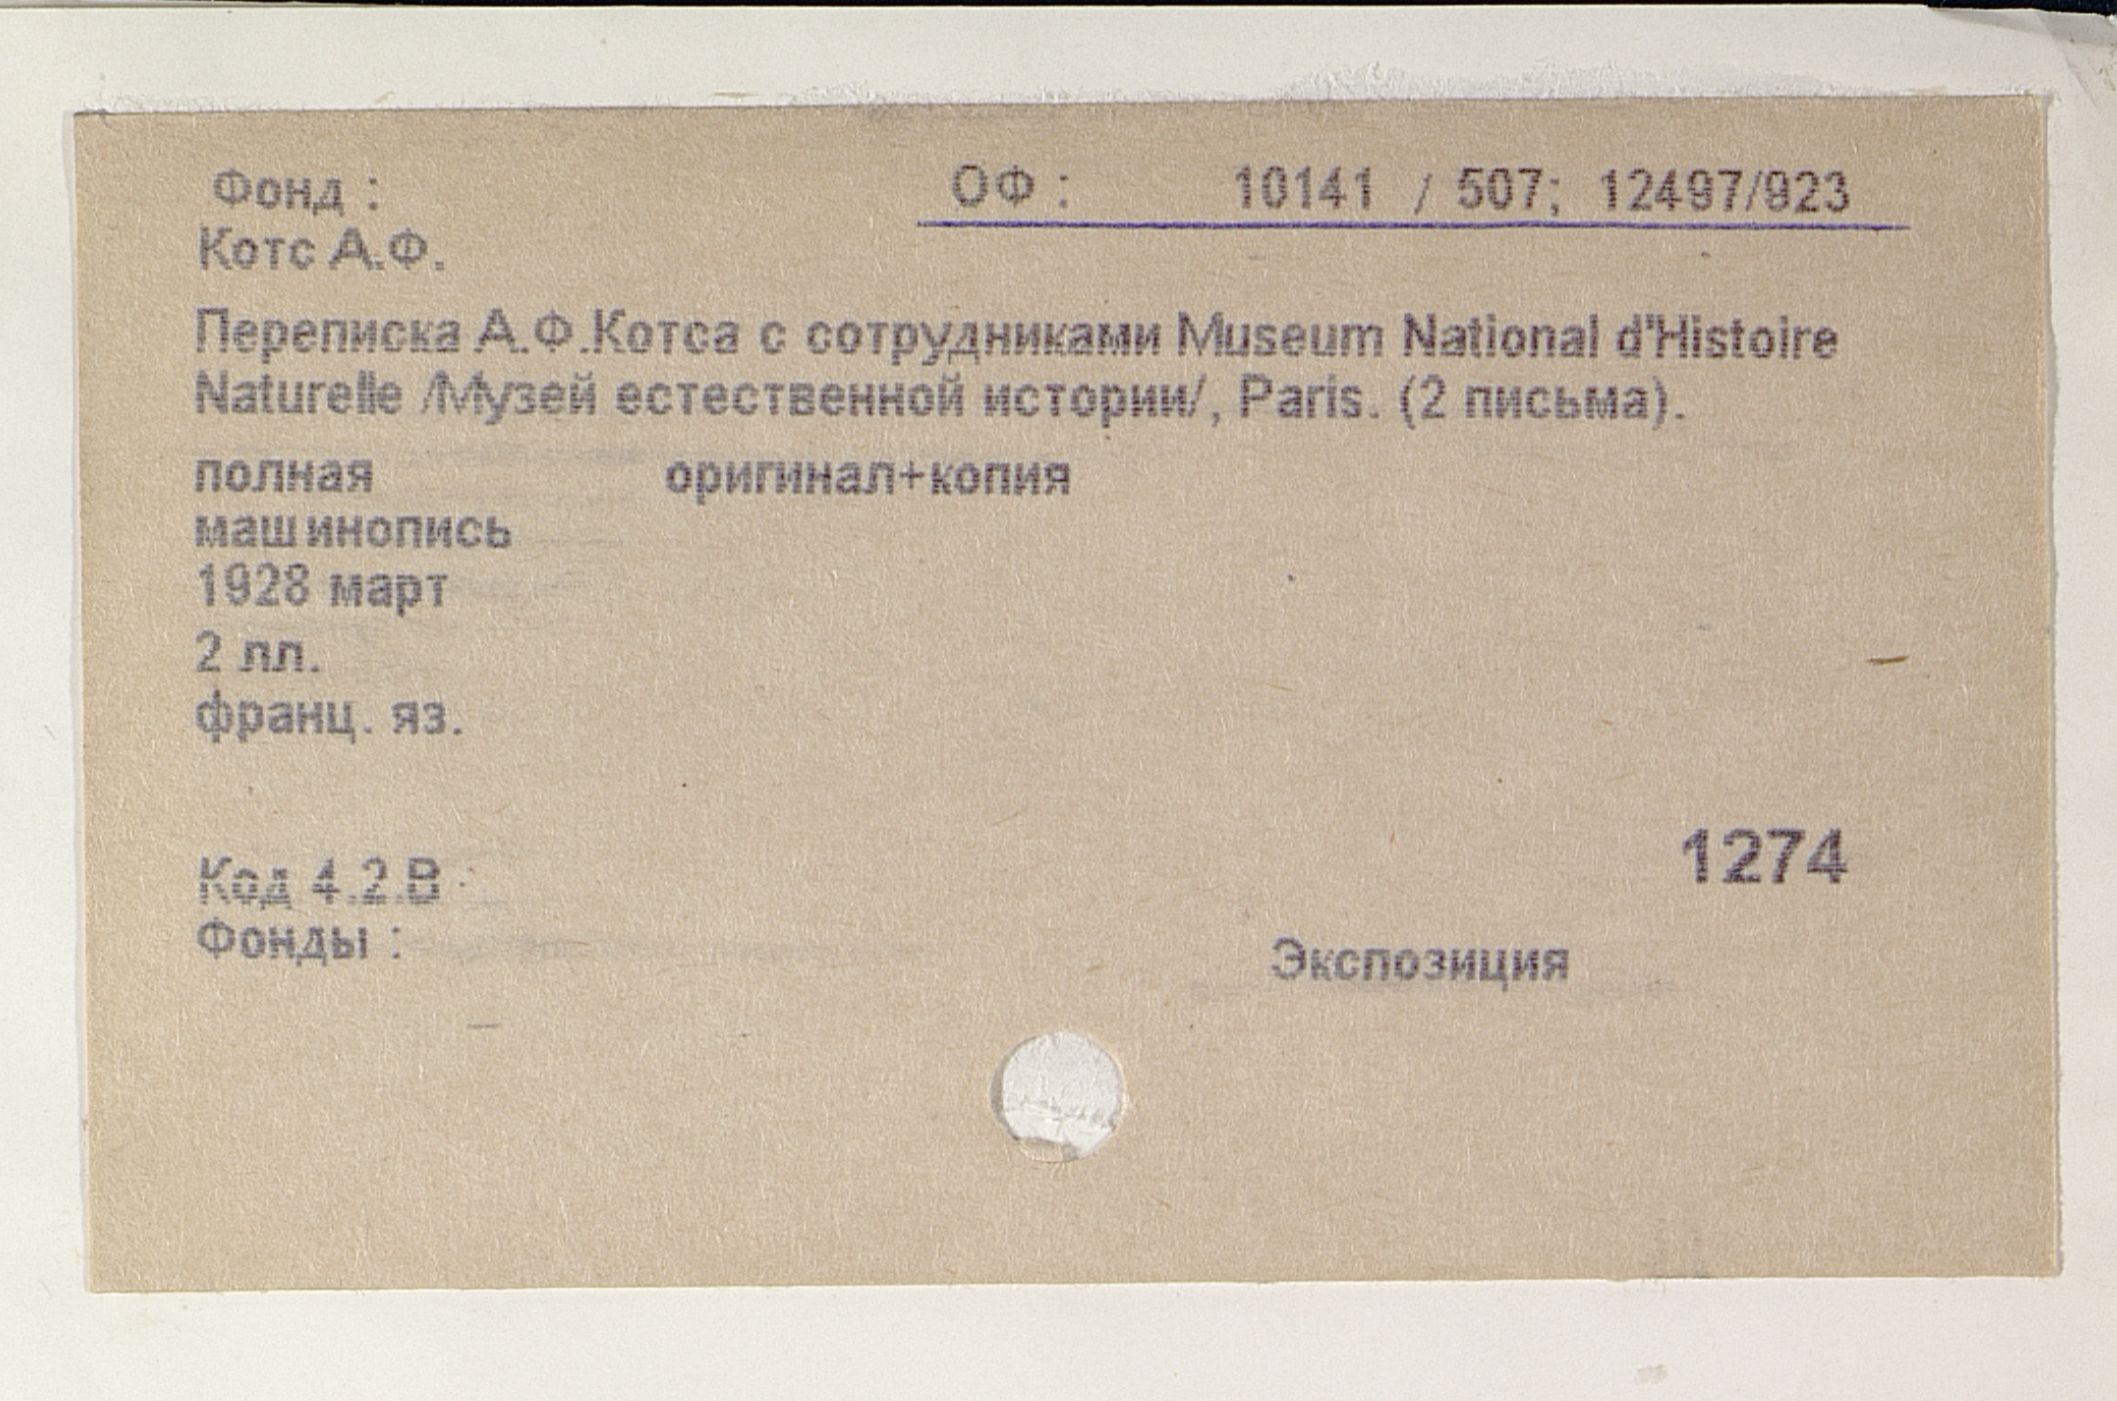 Фонд :
ОФ : 10141 / 507; 12497/923
Котс А.Ф.
Переписка А.Ф.Котса с сотрудниками Museum National d'Histoire
Naturelle /Музей естественной истории/, Paris. (2 письма).
полная оригинал+копия
машинопись
1928 март
2 лл.
франц. яз.
1274
Код 4.2.В
Фонды :
Экспозиция